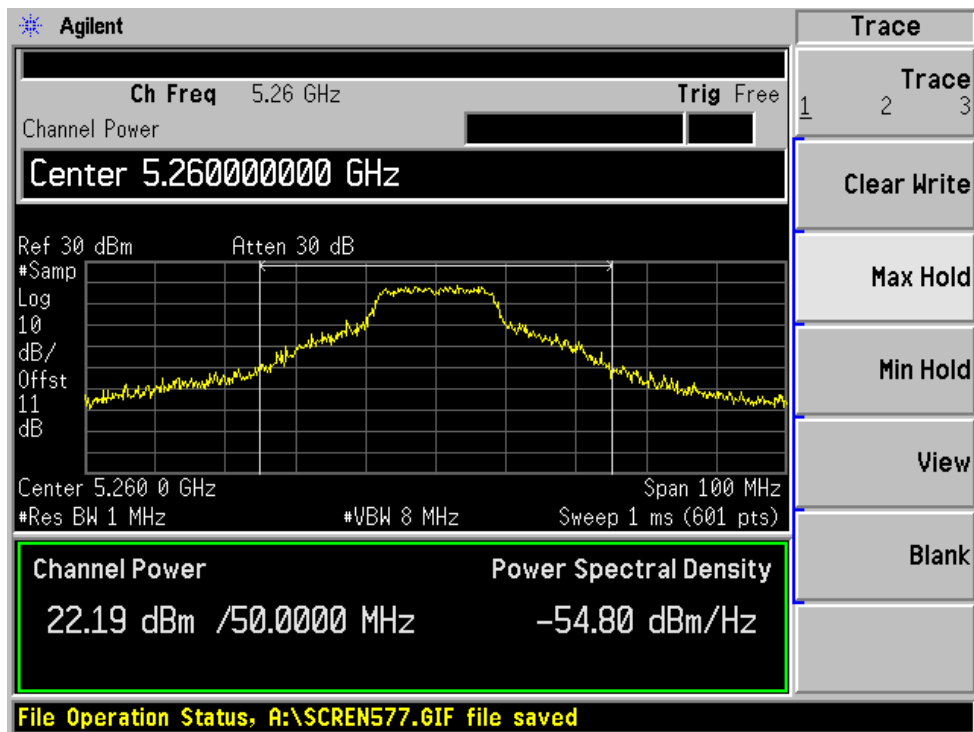 Agilent
Trace
Ch Freq 5.26 GHz Trig Free
Channel Power
Center 5.260000000 GHz
Ref 30 dBm Atten 30 dB
#Samp
Log
10
dB/
Offst
11
dB
Center 5.260 0 GHz Span 100 MHz
#Res BW 1 MHz #VBW 8 MHz Sweep 1 ms (601 pts)
Channel Power Power Spectral Density
22.19 dBm /50.0000 MHz -54.80 dBm/Hz
File Operation Status, A:\SCREN577.GIF file saved
Trace
1 2 3
Clear Write
Max Hold
Min Hold
View
Blank